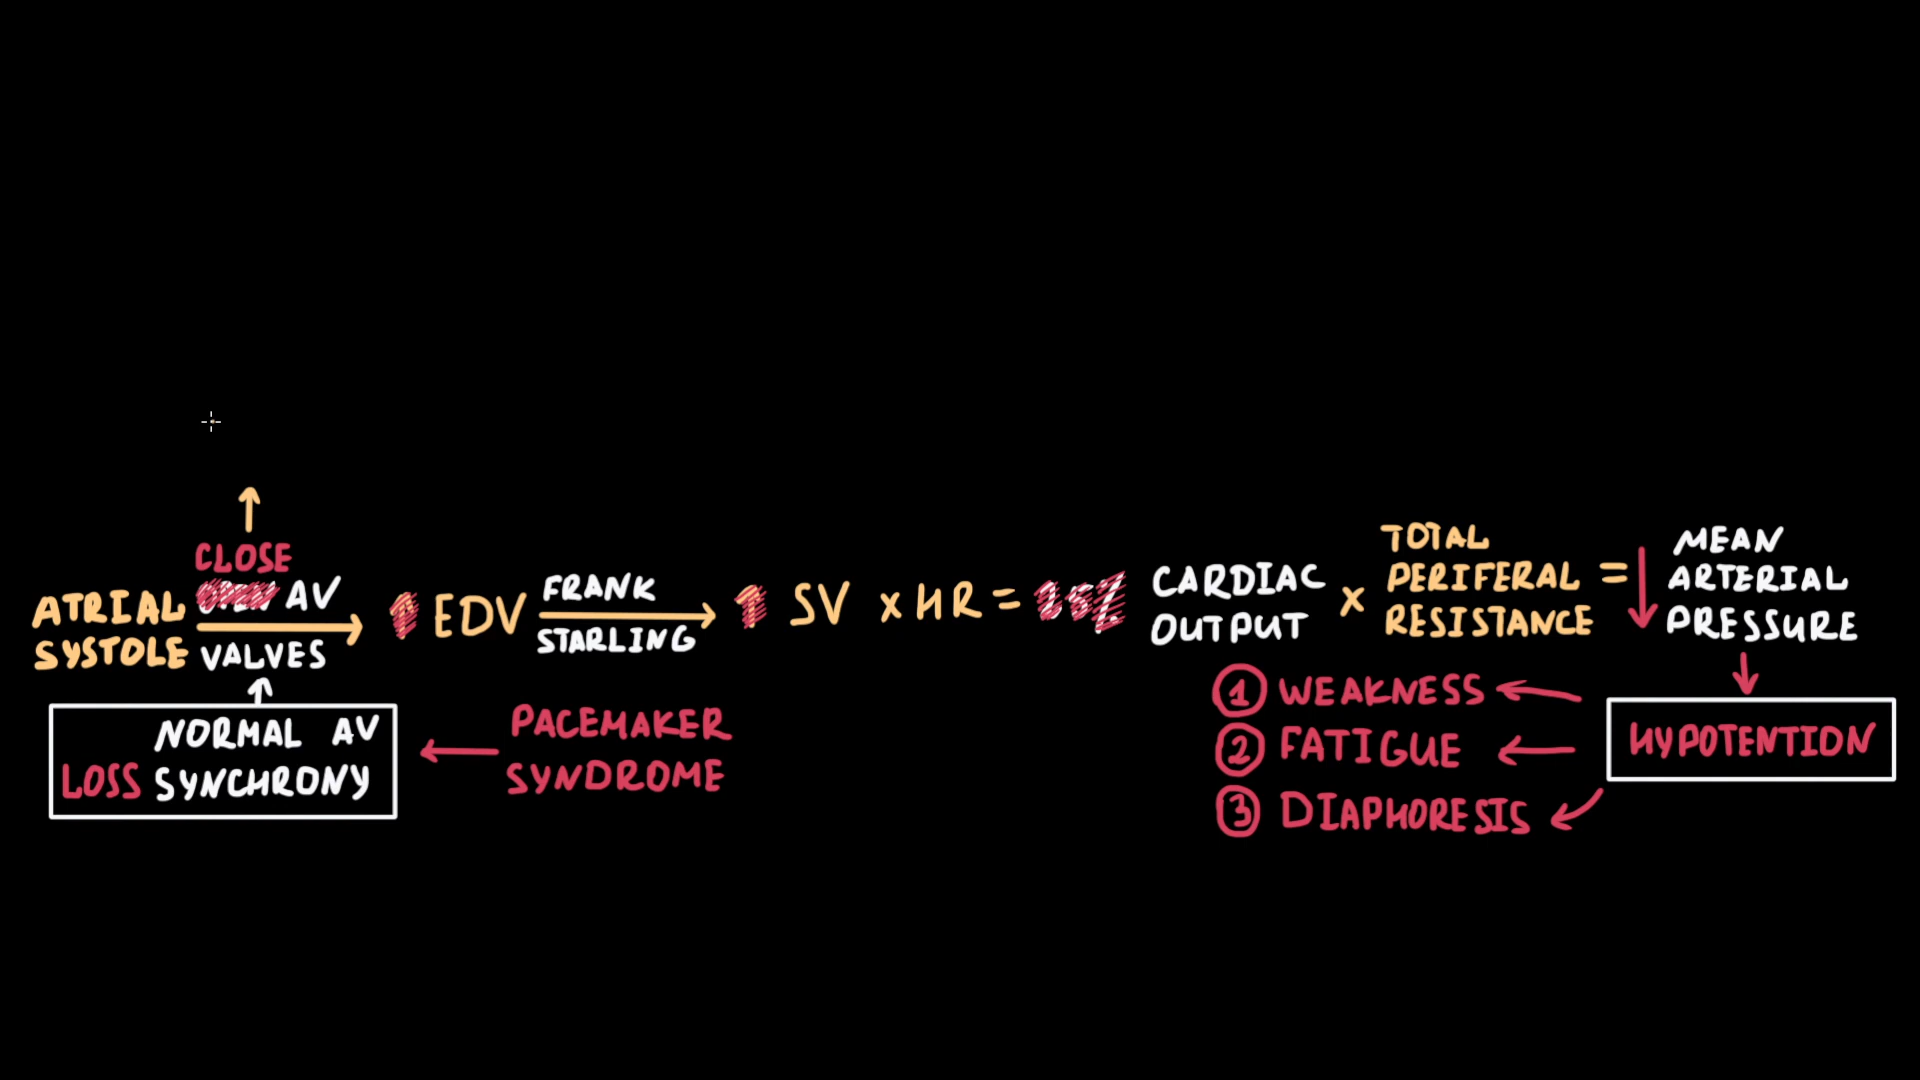 CLOSE
ATRIAL SYSTOLE
AV VALVES
↑ EDV
FRANK STARLING
↑ SV x HR = 25%
CARDIAC OUTPUT
x
TOTAL PERIFERAL RESISTANCE
= ↓
MEAN ARTERIAL PRESSURE
LOSS NORMAL AV SYNCHRONY
PACEMAKER SYNDROME
① WEAKNESS
② FATIGUE
③ DIAPHORESIS
HYPOTENTION